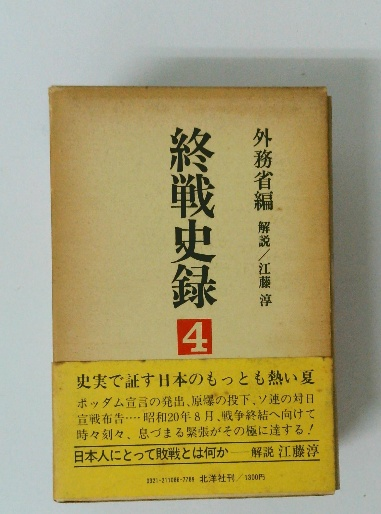 外務省編 解説/江藤淳
終戦史録
4
史実で証す日本のもっとも熱い夏
ポツダム宣言の発出、原爆の投下、ソ連の対日
宣戦布告‥‥昭和20年8月、戦争終結へ向けて
時々刻々、息づまる緊張がその極に達する!
日本人にとって敗戦とは何か──解説 江藤淳
北洋社刊/1300円